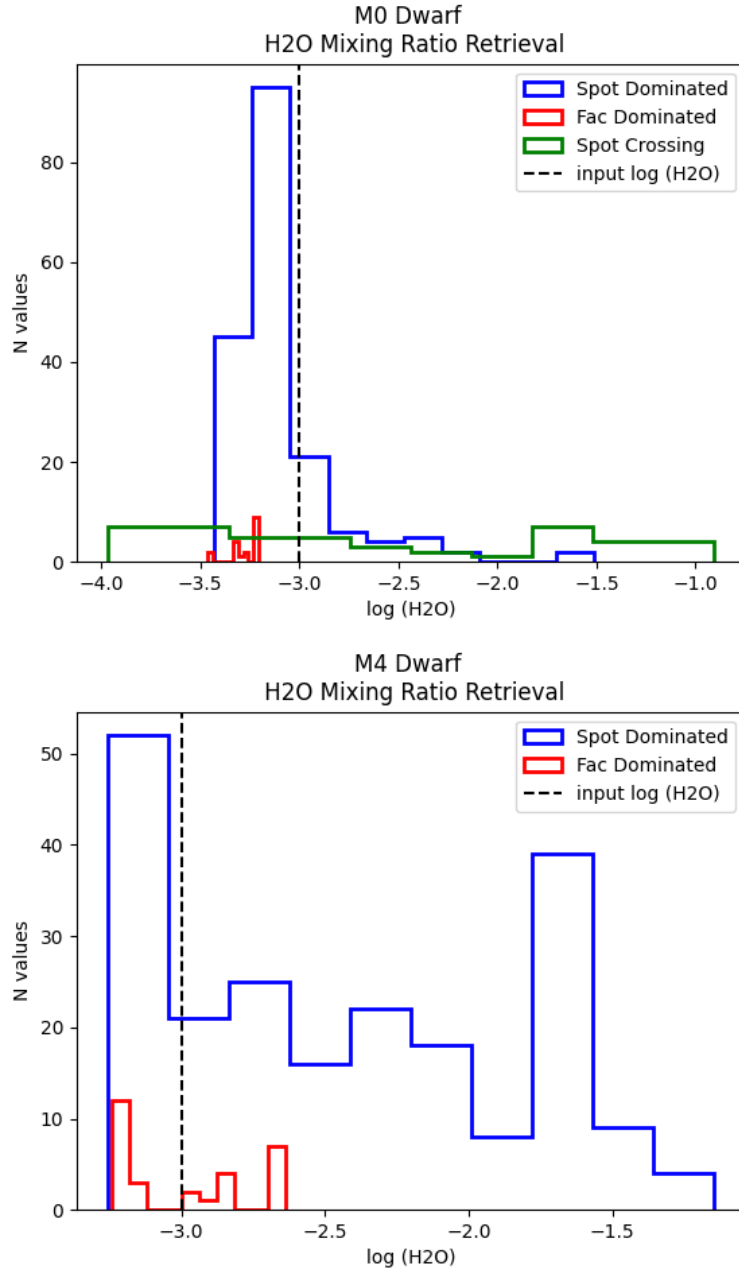 M0 Dwarf
H2O Mixing Ratio Retrieval
Spot Dominated
Fac Dominated
Spot Crossing
input log (H2O)
N values
80
60
40
20
0
−4.0 −3.5 −3.0 −2.5 −2.0 −1.5 −1.0
log (H2O)
M4 Dwarf
H2O Mixing Ratio Retrieval
Spot Dominated
Fac Dominated
input log (H2O)
N values
50
40
30
20
10
0
−3.0 −2.5 −2.0 −1.5
log (H2O)